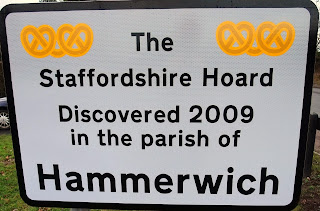 The
Staffordshire Hoard
Discovered 2009
in the parish of
Hammerwich